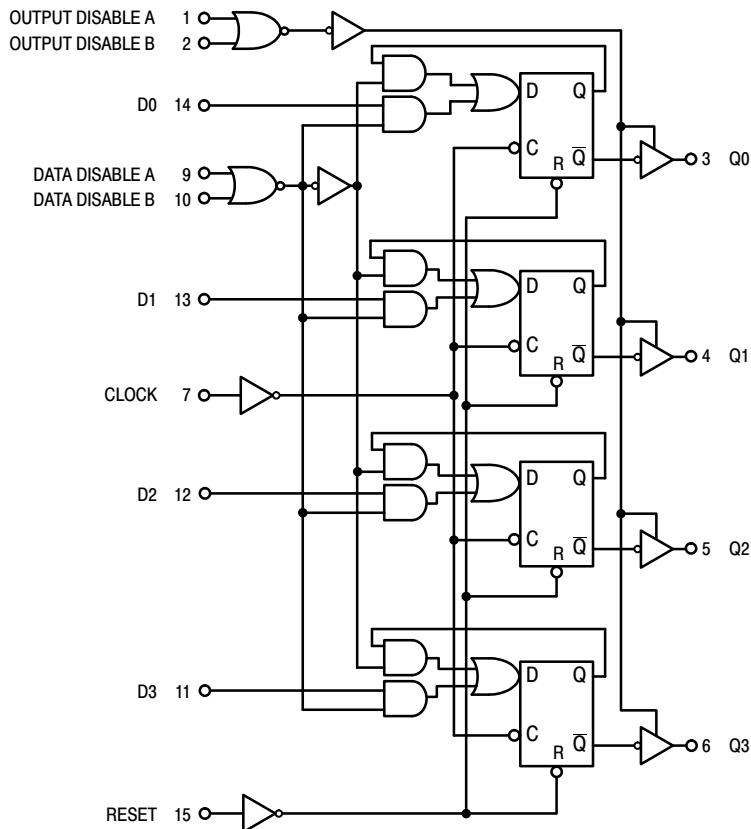 OUTPUT DISABLE A 1
OUTPUT DISABLE B 2
D Q
D0 14
C Q̅ 3 Q0
R
DATA DISABLE A 9
DATA DISABLE B 10
D Q
D1 13
C Q̅ 4 Q1
R
CLOCK 7
D Q
D2 12
C Q̅ 5 Q2
R
D Q
D3 11
C Q̅ 6 Q3
R
RESET 15